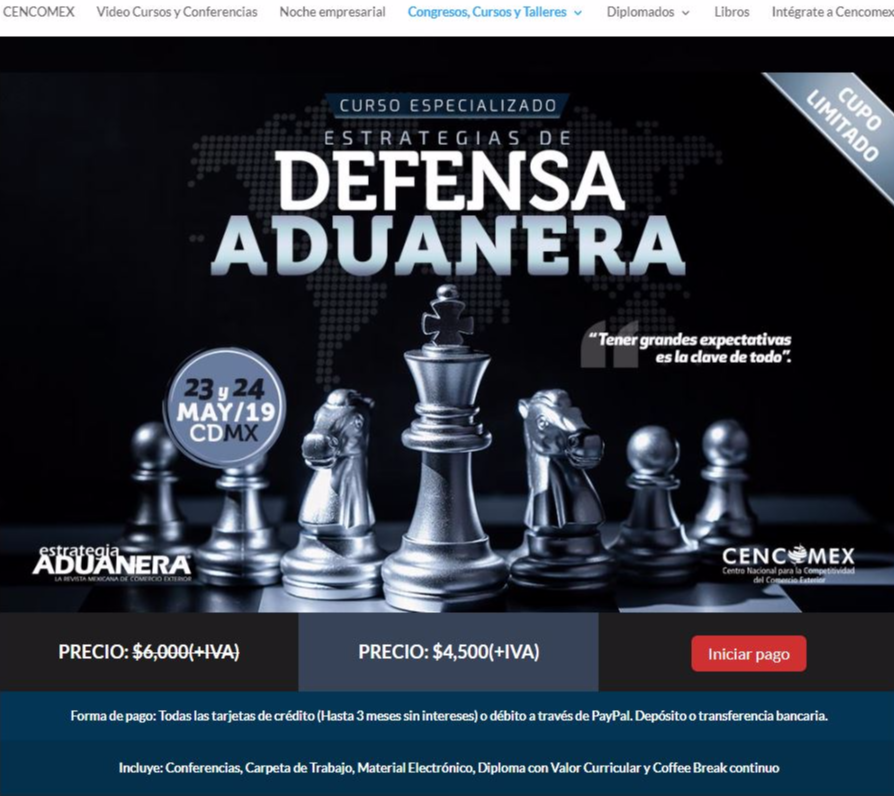 CENCOMEX Video Cursos y Conferencias Noche empresarial Congresos, Cursos y Talleres Diplomados Libros Intégrate a Cencomex
CUPO
LIMITADO
CURSO ESPECIALIZADO
ESTRATEGIAS DE
DEFENSA
ADUANERA
“Tener grandes expectativas
es la clave de todo”.
23 y 24
MAY/19
CDMX
estrategia
ADUANERA
LA REVISTA MEXICANA DE COMERCIO EXTERIOR
CENCOMEX
Centro Nacional para la Competitividad
del Comercio Exterior
PRECIO: $6,000(+IVA) PRECIO: $4,500(+IVA) Iniciar pago
Forma de pago: Todas las tarjetas de crédito (Hasta 3 meses sin intereses) o débito a través de PayPal. Depósito o transferencia bancaria.
Incluye: Conferencias, Carpeta de Trabajo, Material Electrónico, Diploma con Valor Curricular y Coffee Break continuo